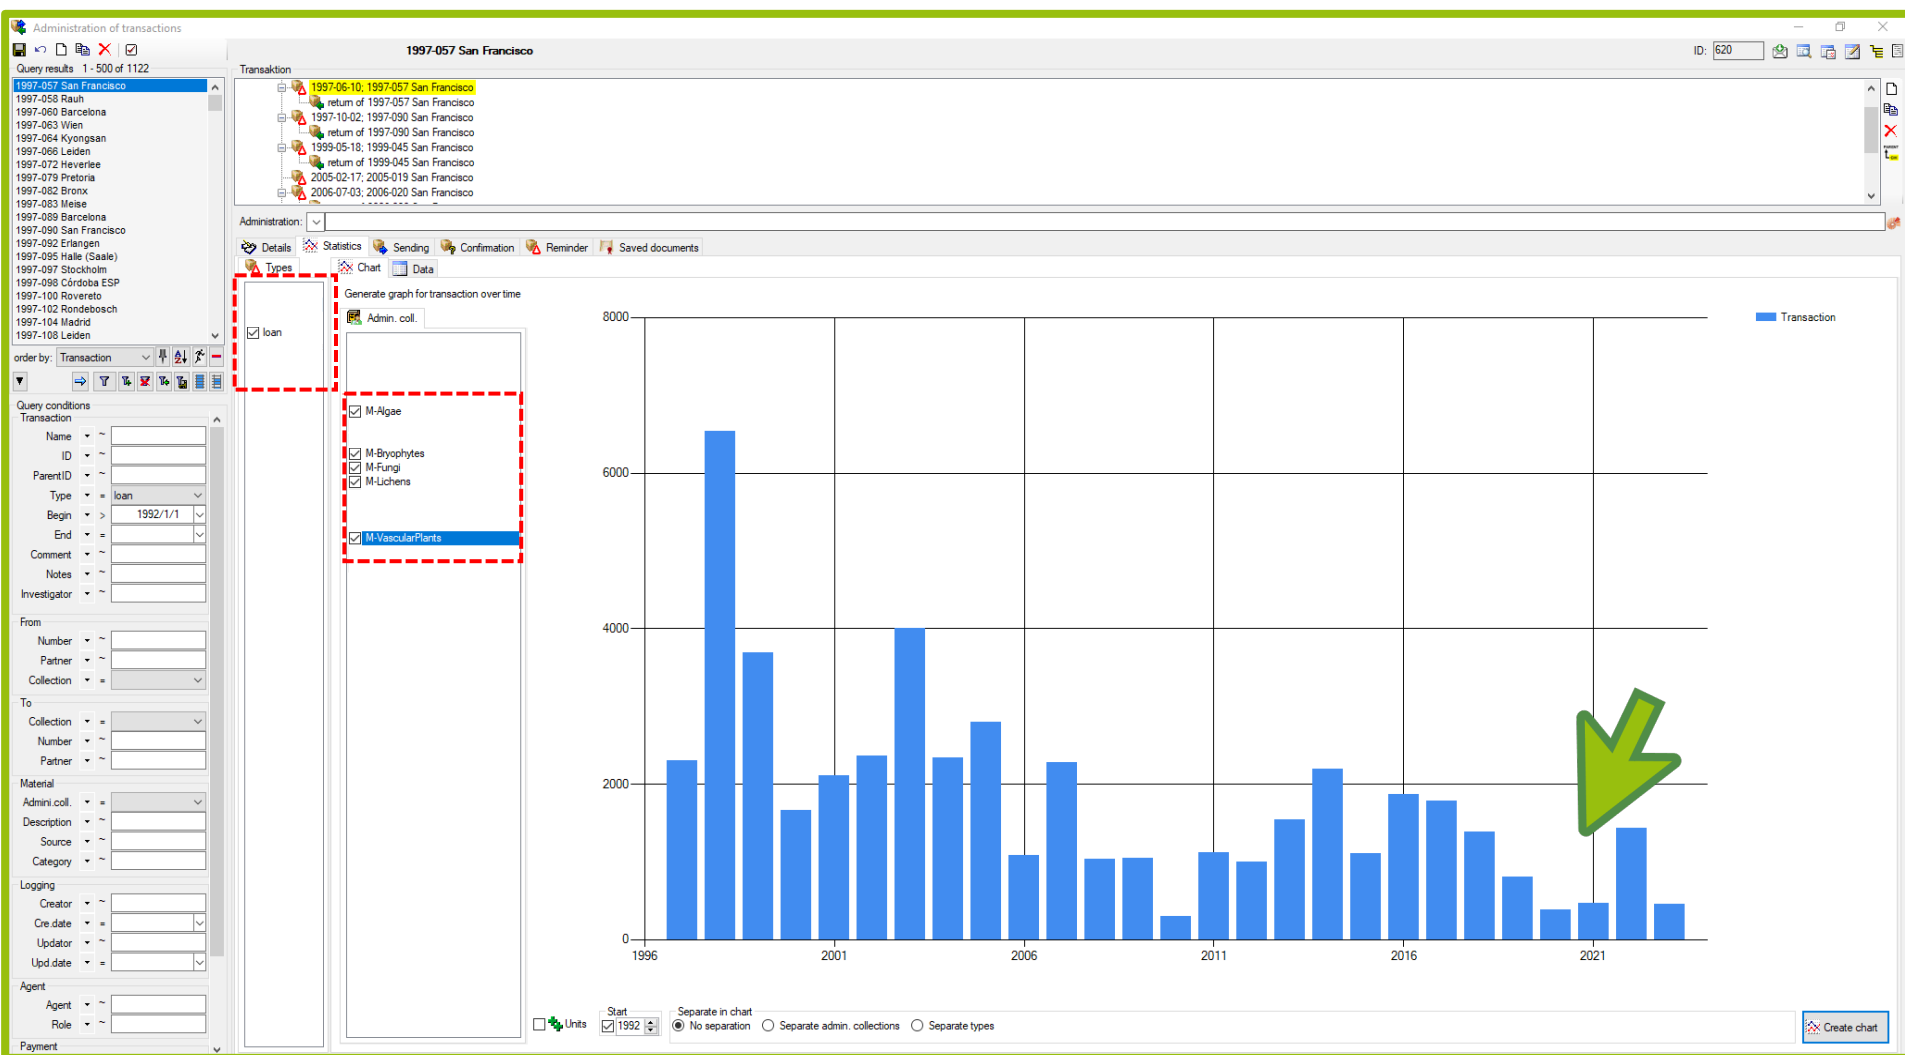 Administration of transactions
1997-057 San Francisco
ID: 620
Query results 1 - 500 of 1122
1997-057 San Francisco
1997-058 Rauh
1997-060 Barcelona
1997-063 Wien
1997-064 Kyongsan
1997-066 Leiden
1997-072 Heverlee
1997-079 Pretoria
1997-082 Bronx
1997-083 Meise
1997-089 Barcelona
1997-090 San Francisco
1997-092 Erlangen
1997-095 Halle (Saale)
1997-097 Stockholm
1997-098 Córdoba ESP
1997-100 Rovereto
1997-102 Rondebosch
1997-104 Madrid
1997-108 Leiden
order by: Transaction
Query conditions
Transaction
Name ~
ID ~
ParentID ~
Type = loan
Begin > 1992/1/1
End =
Comment ~
Notes ~
Investigator ~
From
Number ~
Partner ~
Collection =
To
Collection =
Number ~
Partner ~
Material
Admini.coll. =
Description ~
Source ~
Category ~
Logging
Creator ~
Cre.date =
Updator ~
Upd.date =
Agent
Agent ~
Role ~
Payment
Transaktion
1997-06-10; 1997-057 San Francisco
return of 1997-057 San Francisco
1997-10-02; 1997-090 San Francisco
return of 1997-090 San Francisco
1999-05-18; 1999-045 San Francisco
return of 1999-045 San Francisco
2005-02-17; 2005-019 San Francisco
2006-07-03; 2006-020 San Francisco
Administration:
Details Statistics Sending Confirmation Reminder Saved documents
Types Chart Data
loan
Generate graph for transaction over time
Admin. coll.
M-Algae
M-Bryophytes
M-Fungi
M-Lichens
M-VascularPlants
8000
6000
4000
2000
0
1996 2001 2006 2011 2016 2021
Transaction
Units
Start
1992
Separate in chart
No separation Separate admin. collections Separate types
Create chart